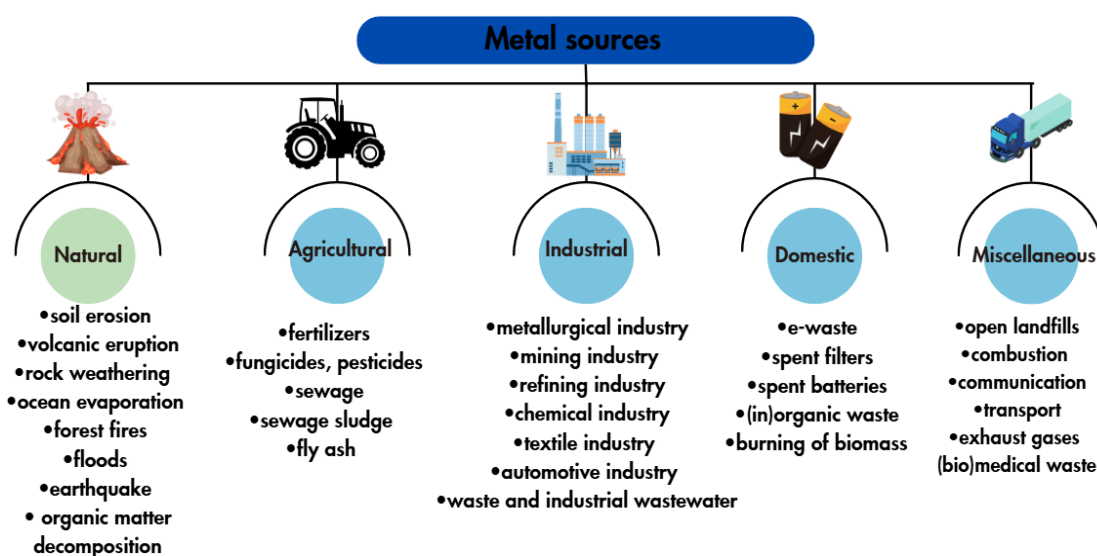 Metal sources
Natural
•soil erosion
•volcanic eruption
•rock weathering
•ocean evaporation
•forest fires
•floods
•earthquake
• organic matter
decomposition
Agricultural
•fertilizers
•fungicides, pesticides
•sewage
•sewage sludge
•fly ash
Industrial
•metallurgical industry
•mining industry
•refining industry
•chemical industry
•textile industry
•automotive industry
•waste and industrial wastewater
Domestic
•e-waste
•spent filters
•spent batteries
•(in)organic waste
•burning of biomass
Miscellaneous
•open landfills
•combustion
•communication
•transport
•exhaust gases
(bio)medical waste